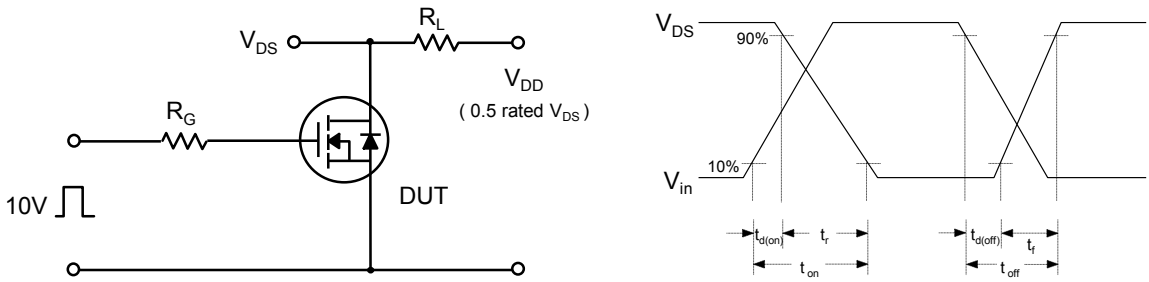 R_L
V_DS
V_DD
( 0.5 rated V_DS )
R_G
DUT
10V
V_DS
90%
10%
V_in
t_d(on)
t_r
t_on
t_d(off)
t_f
t_off